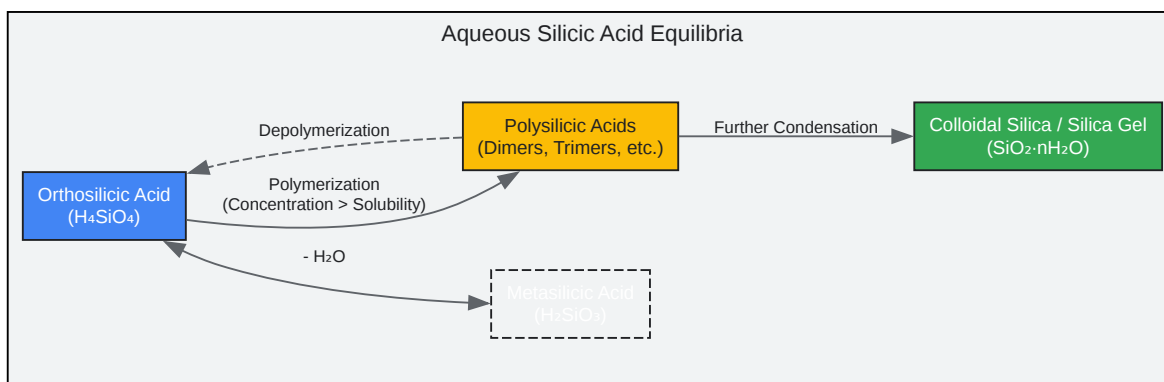 Aqueous Silicic Acid Equilibria
Depolymerization
Polysilicic Acids
(Dimers, Trimers, etc.)
Further Condensation
Colloidal Silica / Silica Gel
(SiO₂·nH₂O)
Orthosilicic Acid
(H₄SiO₄)
Polymerization
(Concentration > Solubility)
- H₂O
Metasilicic Acid
(H₂SiO₃)